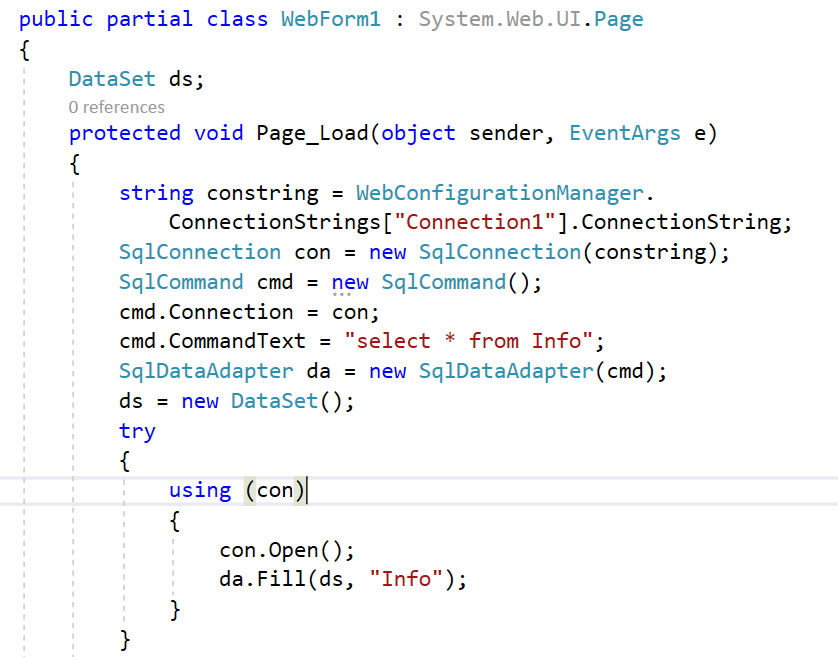 public partial class WebForm1 : System.Web.UI.Page
{
DataSet ds;
0 references
protected void Page_Load(object sender, EventArgs e)
{
string constring = WebConfigurationManager.
ConnectionStrings["Connection1"].ConnectionString;
SqlConnection con = new SqlConnection(constring);
SqlCommand cmd = new SqlCommand();
cmd.Connection = con;
cmd.CommandText = "select * from Info";
SqlDataAdapter da = new SqlDataAdapter(cmd);
ds = new DataSet();
try
{
using (con)
{
con.Open();
da.Fill(ds, "Info");
}
}